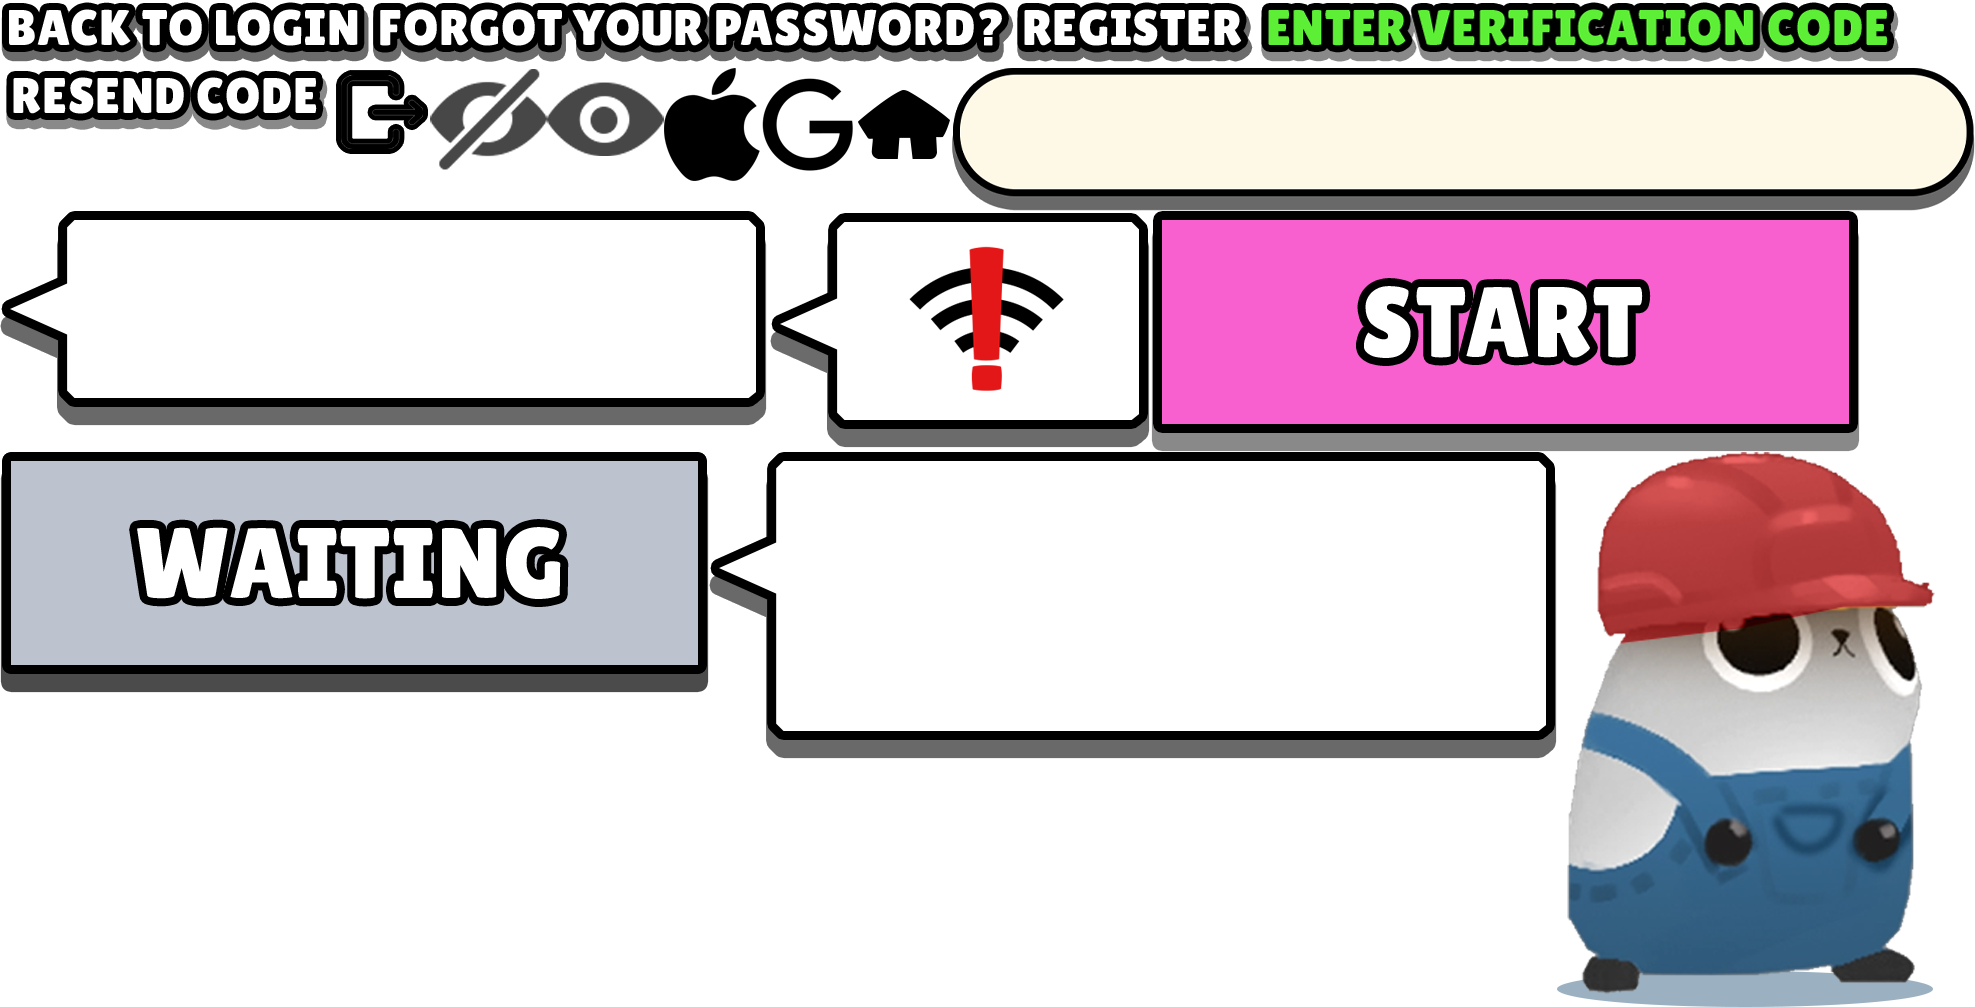 BACK TO LOGIN FORGOT YOUR PASSWORD? REGISTER ENTER VERIFICATION CODE
RESEND CODE
START
WAITING